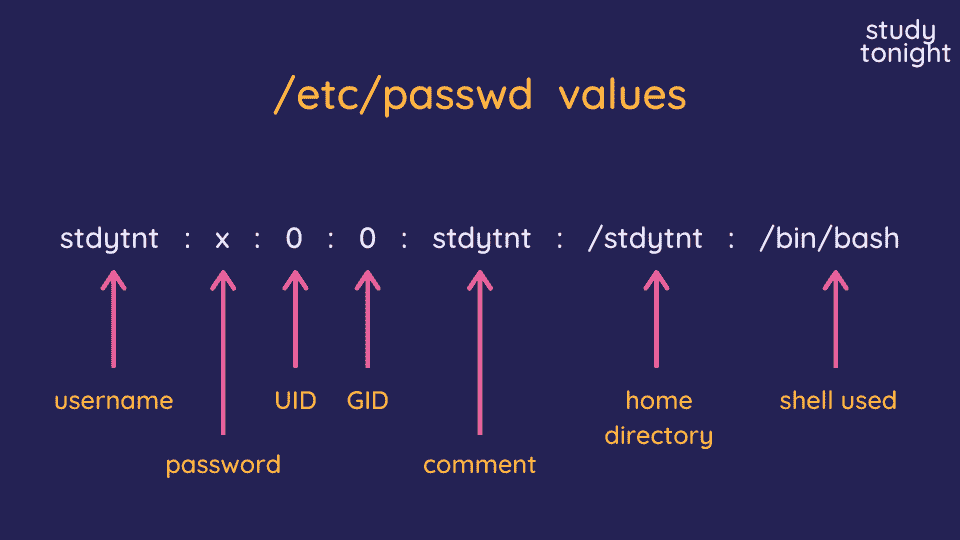 study
tonight
/etc/passwd values
stdytnt : x : 0 : 0 : stdytnt : /stdytnt : /bin/bash
username
UID
GID
home
directory
shell used
password
comment